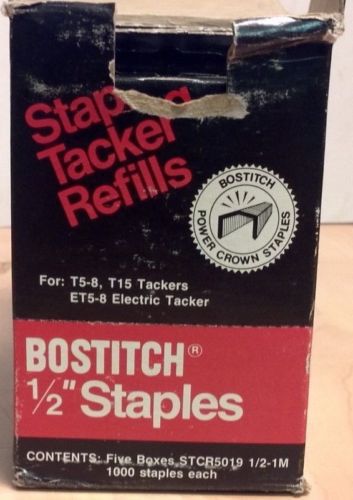 Staping
Tacker
Refills
BOSTITCH
POWER CROWN STAPLES
For: T5-8, T15 Tackers
ET5-8 Electric Tacker
BOSTITCH®
1/2" Staples
CONTENTS: Five Boxes STCR5019 1/2-1M
1000 staples each